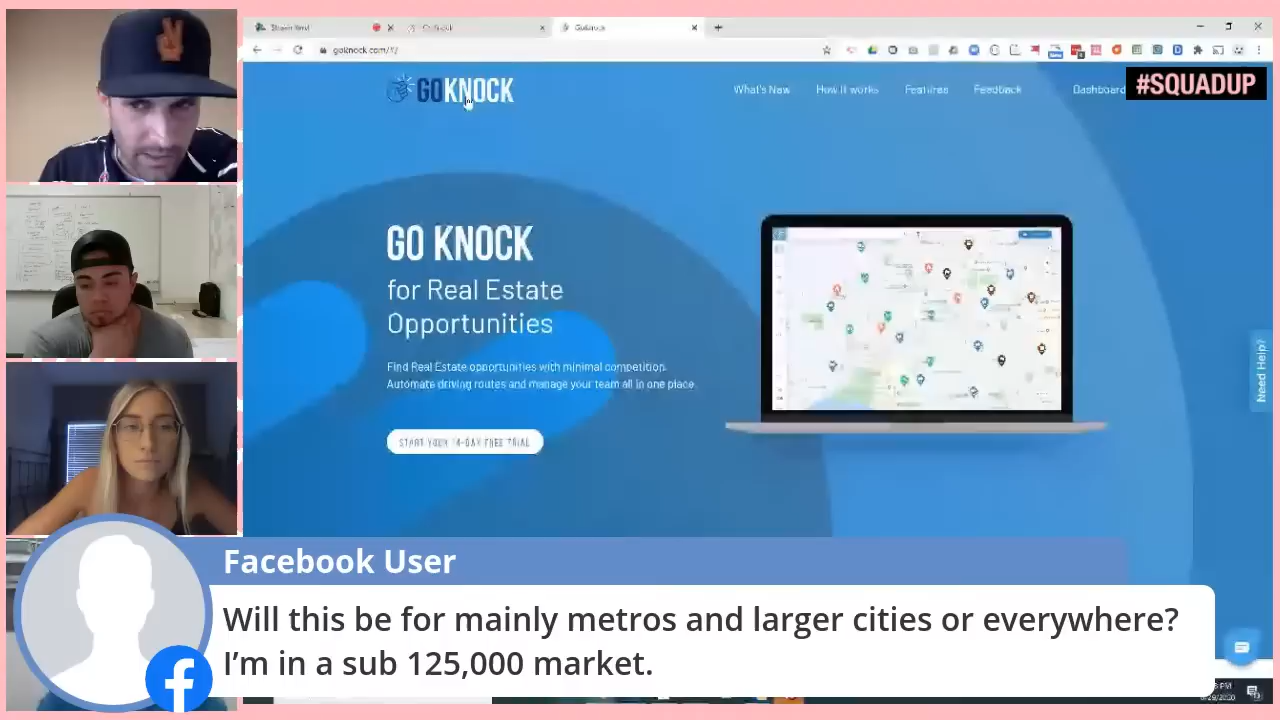 GoKnock
goknock.com/
#SQUADUP
GOKNOCK
What's New
How it works
Features
Feedback
Dashboard
GO KNOCK
for Real Estate
Opportunities
Find Real Estate opportunities with minimal competition.
Automate driving routes and manage your team all in one place.
START YOUR 14-DAY FREE TRIAL
Need Help?
Facebook User
Will this be for mainly metros and larger cities or everywhere?
I’m in a sub 125,000 market.